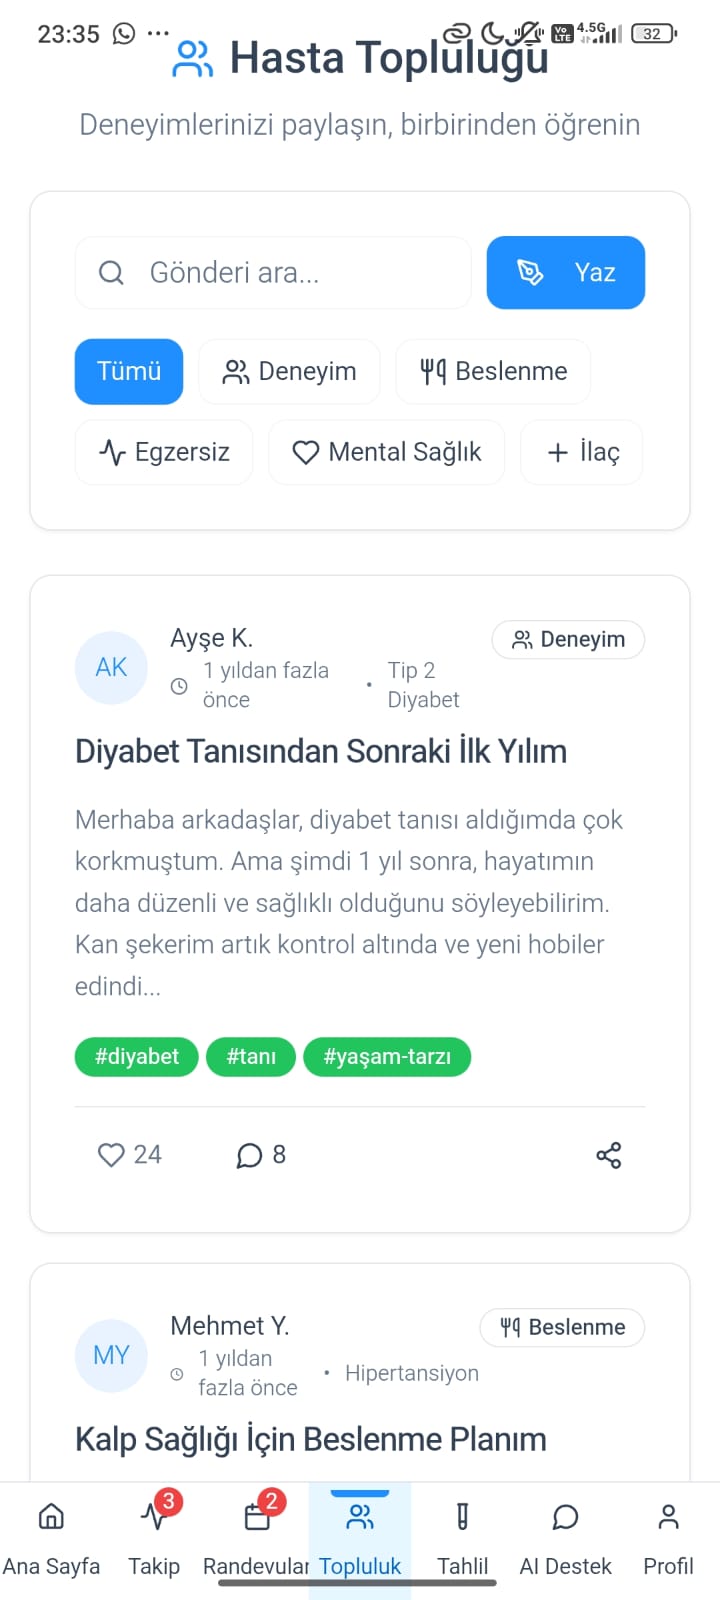 23:35
Vo LTE 4.5G 32
Hasta Topluluğu
Deneyimlerinizi paylaşın, birbirinden öğrenin
Gönderi ara...
Yaz
Tümü
Deneyim
Beslenme
Egzersiz
Mental Sağlık
İlaç
AK
Ayşe K.
1 yıldan fazla
önce
•
Tip 2
Diyabet
Deneyim
Diyabet Tanısından Sonraki İlk Yılım
Merhaba arkadaşlar, diyabet tanısı aldığımda çok
korkmuştum. Ama şimdi 1 yıl sonra, hayatımın
daha düzenli ve sağlıklı olduğunu söyleyebilirim.
Kan şekerim artık kontrol altında ve yeni hobiler
edindi...
#diyabet #tanı #yaşam-tarzı
24
8
MY
Mehmet Y.
1 yıldan
fazla önce
• Hipertansiyon
Beslenme
Kalp Sağlığı İçin Beslenme Planım
3
2
Ana Sayfa
Takip
Randevular
Topluluk
Tahlil
AI Destek
Profil